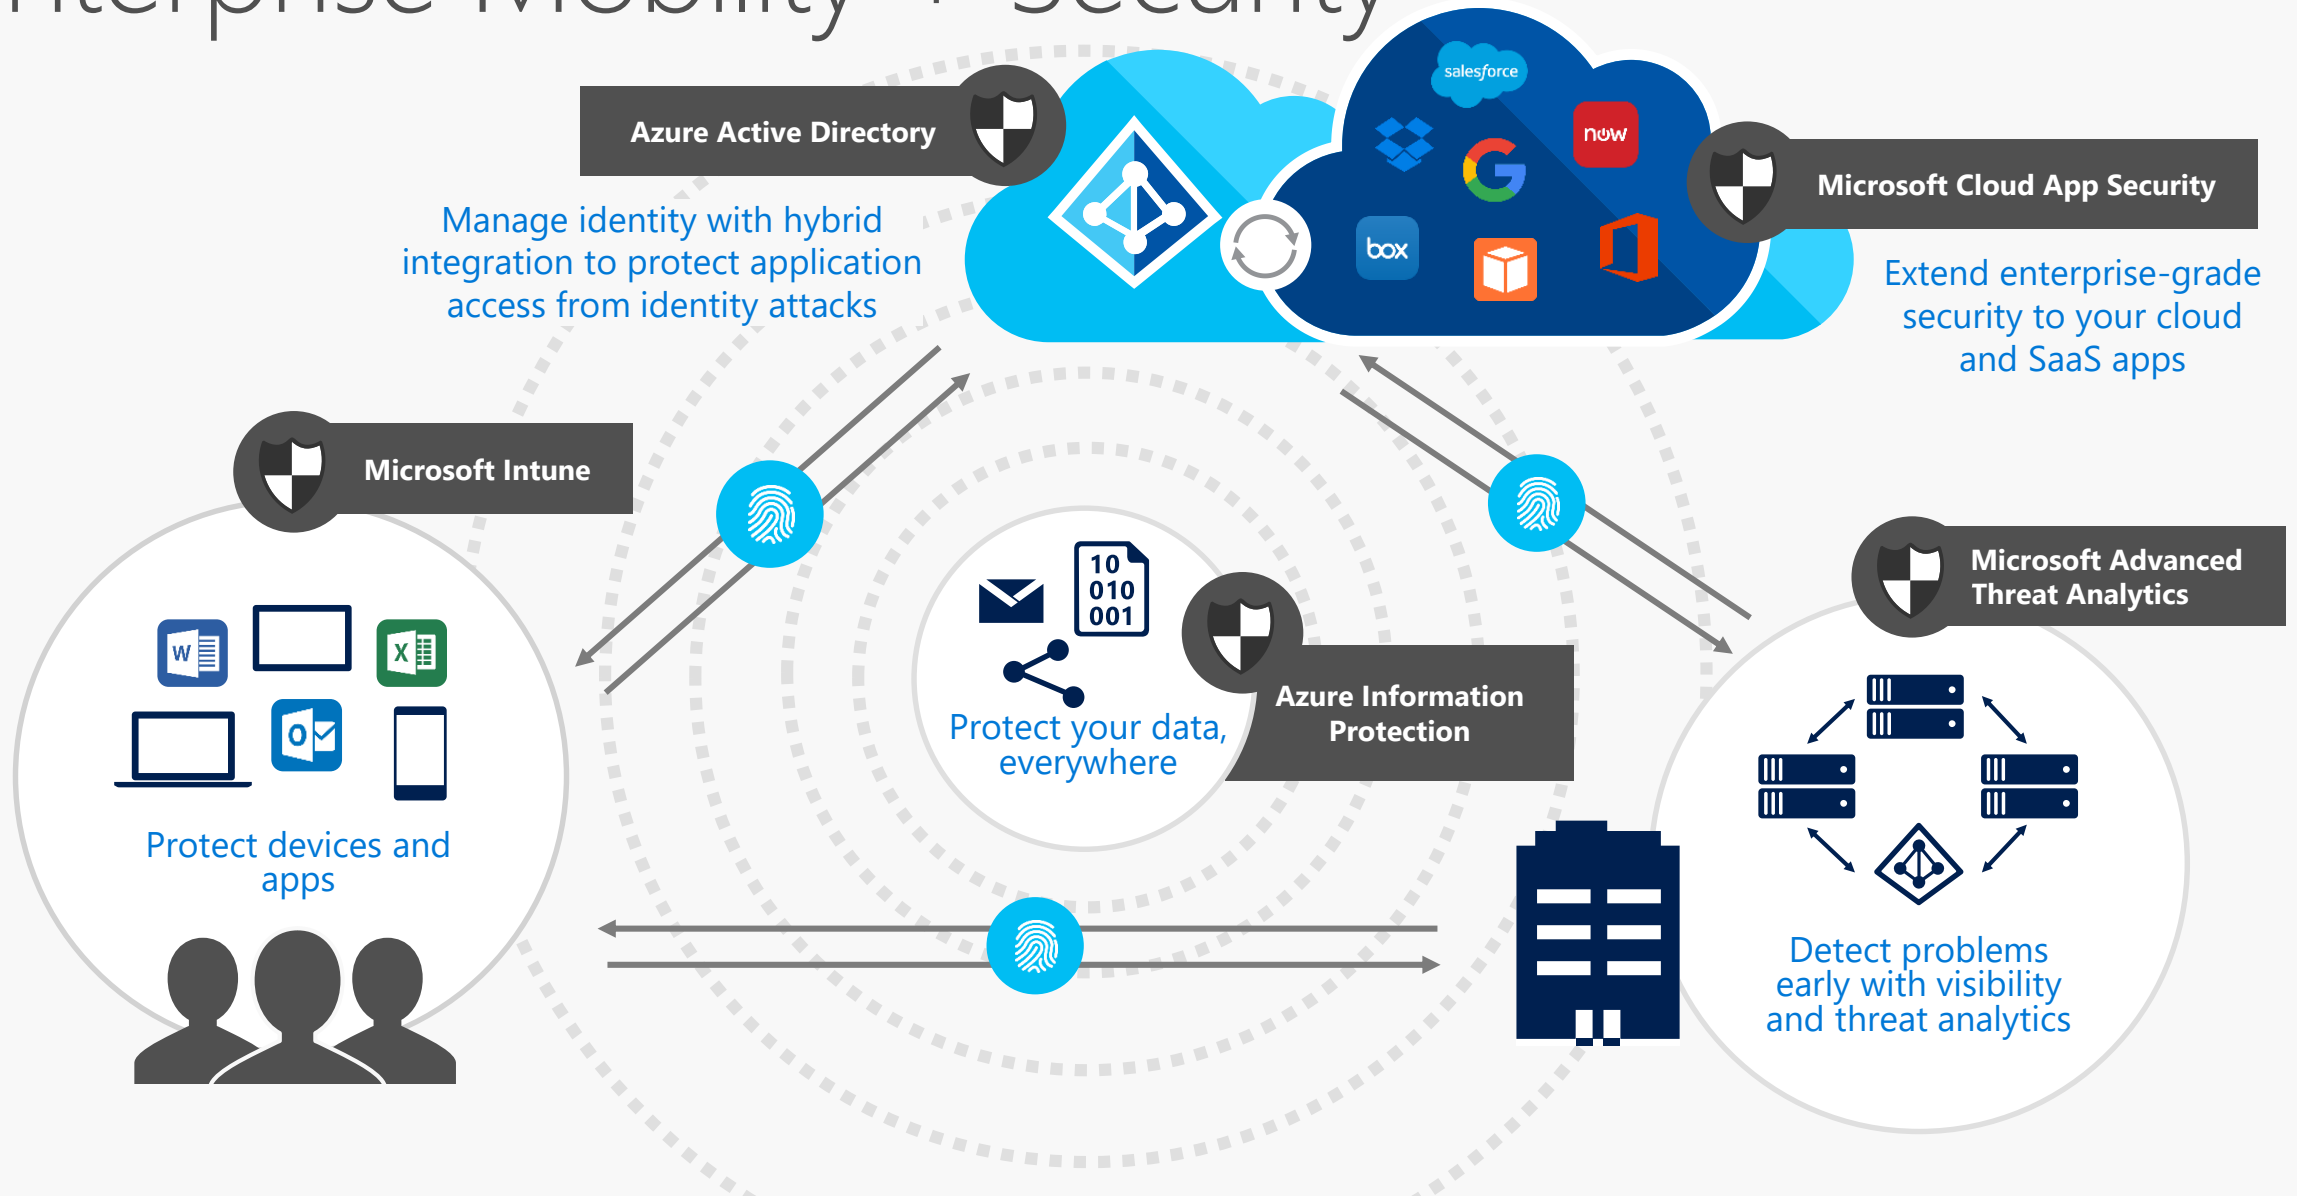 nterprise Mobility + Security
salesforce
Azure Active Directory
now
Microsoft Cloud App Security
Manage identity with hybrid
integration to protect application
access from identity attacks
box
Extend enterprise-grade
security to your cloud
and SaaS apps
Microsoft Intune
Microsoft Advanced
Threat Analytics
10
010
001
W
X
Azure Information
Protection
Protect your data,
everywhere
O
Protect devices and
apps
Detect problems
early with visibility
and threat analytics